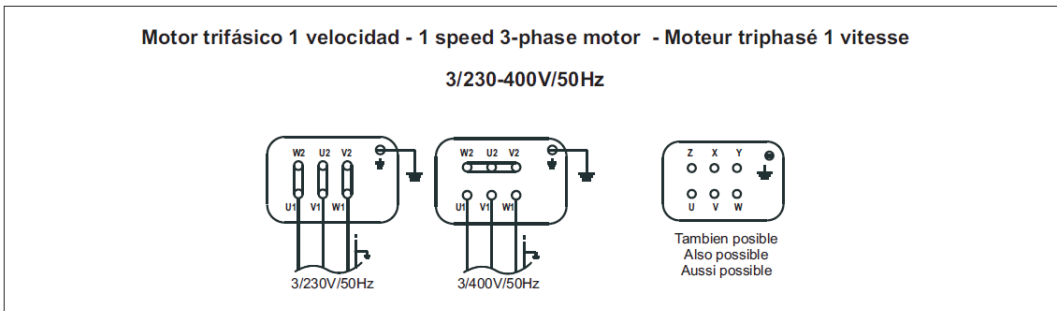 Motor trifásico 1 velocidad - 1 speed 3-phase motor - Moteur triphasé 1 vitesse
3/230-400V/50Hz
W2 U2 V2
U1 V1 W1
3/230V/50Hz
W2 U2 V2
U1 V1 W1
3/400V/50Hz
Z X Y
U V W
Tambien posible
Also possible
Aussi possible